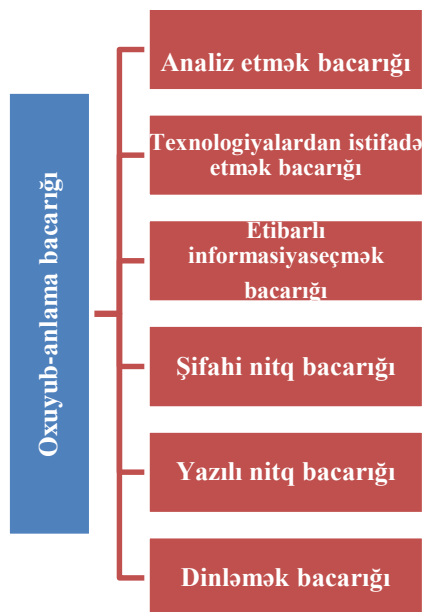 Oxuyub-anlama bacarığı
Analiz etmək bacarığı
Texnologiyalardan istifadə
etmək bacarığı
Etibarlı
informasiyaseçmək
bacarığı
Şifahi nitq bacarığı
Yazılı nitq bacarığı
Dinləmək bacarığı